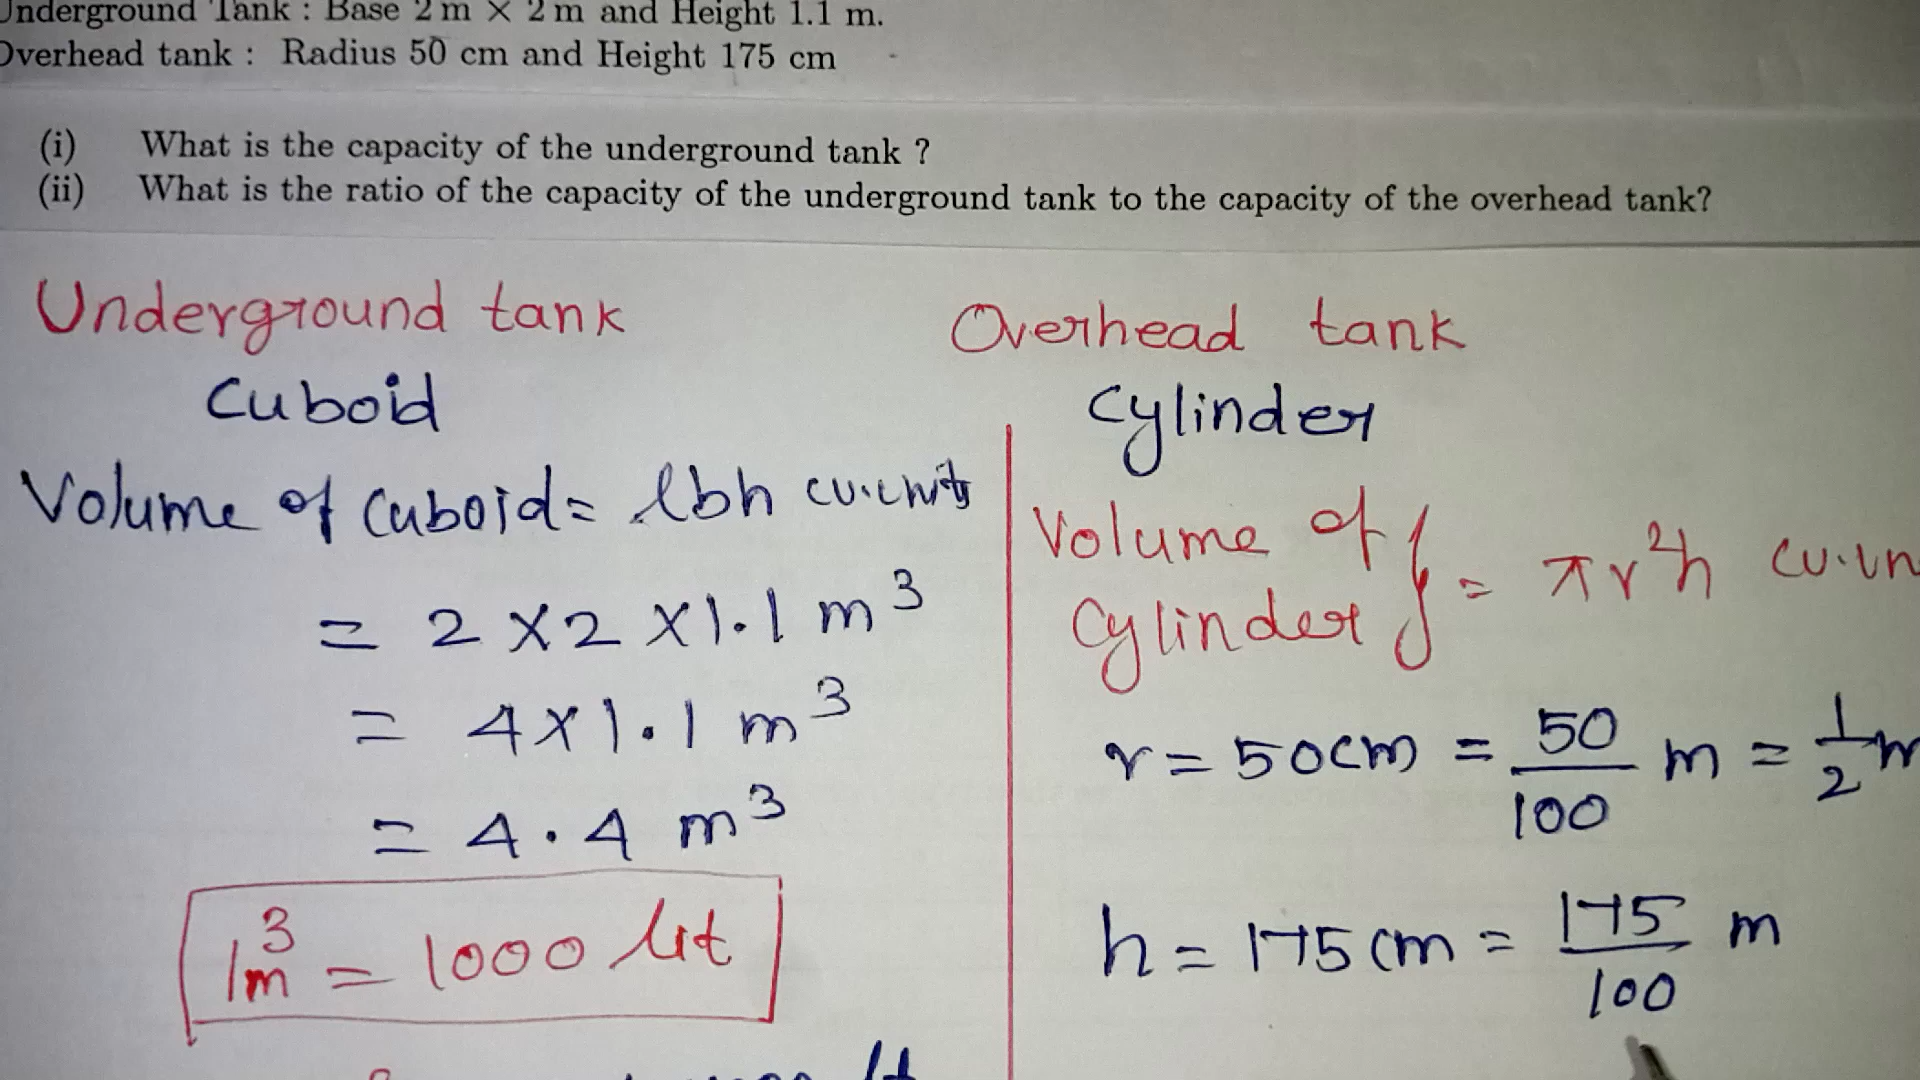 Underground Tank : Base 2 m × 2 m and Height 1.1 m.
Overhead tank : Radius 50 cm and Height 175 cm
(i) What is the capacity of the underground tank ?
(ii) What is the ratio of the capacity of the underground tank to the capacity of the overhead tank?
Underground tank
Cuboid
Volume of Cuboid = lbh cu.units
= 2 × 2 × 1.1 m³
= 4 × 1.1 m³
= 4.4 m³
1m³ = 1000 lit
Overhead tank
Cylinder
Volume of Cylinder } = πr²h cu.un
r = 50cm = 50/100 m = 1/2 m
h = 175cm = 175/100 m